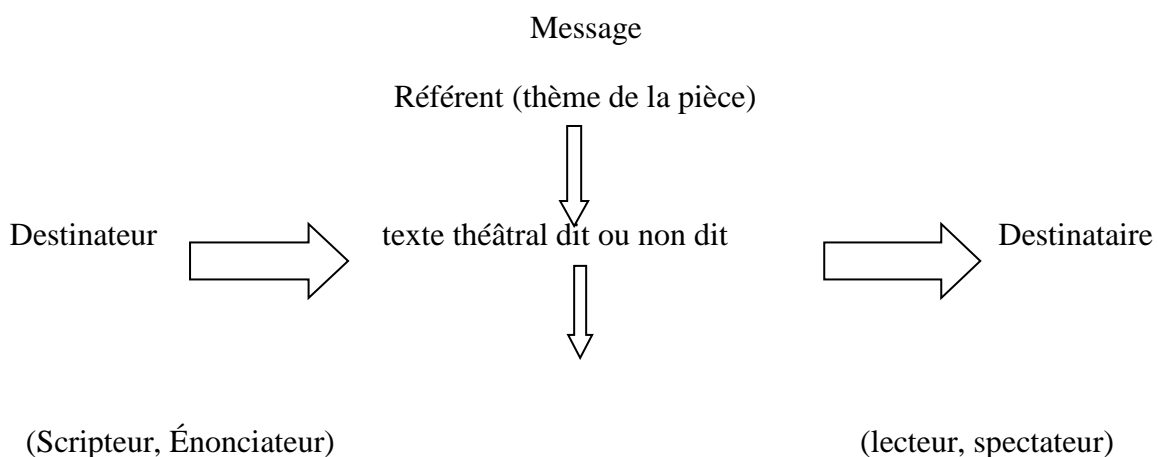 Message
Référent (thème de la pièce)
Destinateur texte théâtral dit ou non dit Destinataire
(Scripteur, Énonciateur) (lecteur, spectateur)